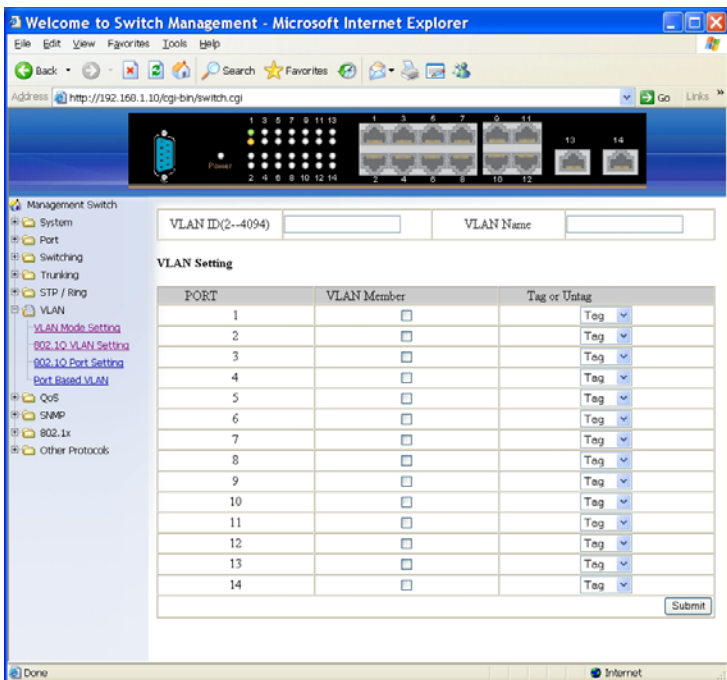 Welcome to Switch Management - Microsoft Internet Explorer
File Edit View Favorites Tools Help
Back Search Favorites
Address http://192.168.1.10/cgi-bin/switch.cgi Go Links »
1 3 5 7 9 11 13
Power
2 4 6 8 10 12 14
1 3 5 7 9 11
2 4 6 8 10 12
13 14
Management Switch
System
Port
Switching
Trunking
STP / Ring
VLAN
VLAN Mode Setting
802.1Q VLAN Setting
802.1Q Port Setting
Port Based VLAN
QoS
SNMP
802.1x
Other Protocols
VLAN ID(2--4094) VLAN Name
VLAN Setting
PORT VLAN Member Tag or Untag
1 Tag
2 Tag
3 Tag
4 Tag
5 Tag
6 Tag
7 Tag
8 Tag
9 Tag
10 Tag
11 Tag
12 Tag
13 Tag
14 Tag
Submit
Done Internet